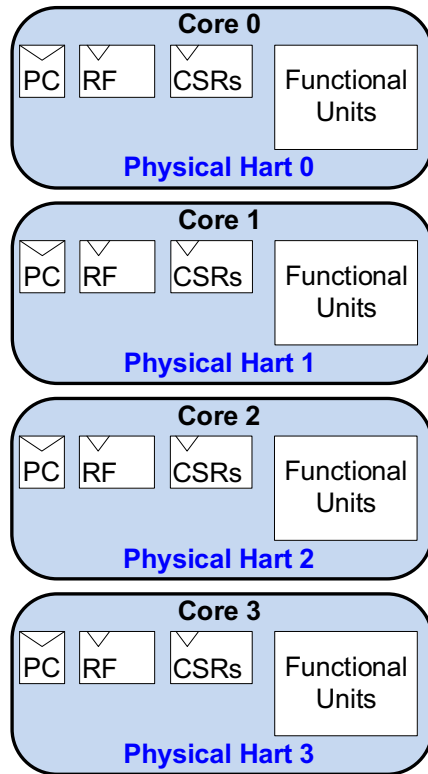 Core 0
PC RF CSRs Functional
Units
Physical Hart 0
Core 1
PC RF CSRs Functional
Units
Physical Hart 1
Core 2
PC RF CSRs Functional
Units
Physical Hart 2
Core 3
PC RF CSRs Functional
Units
Physical Hart 3